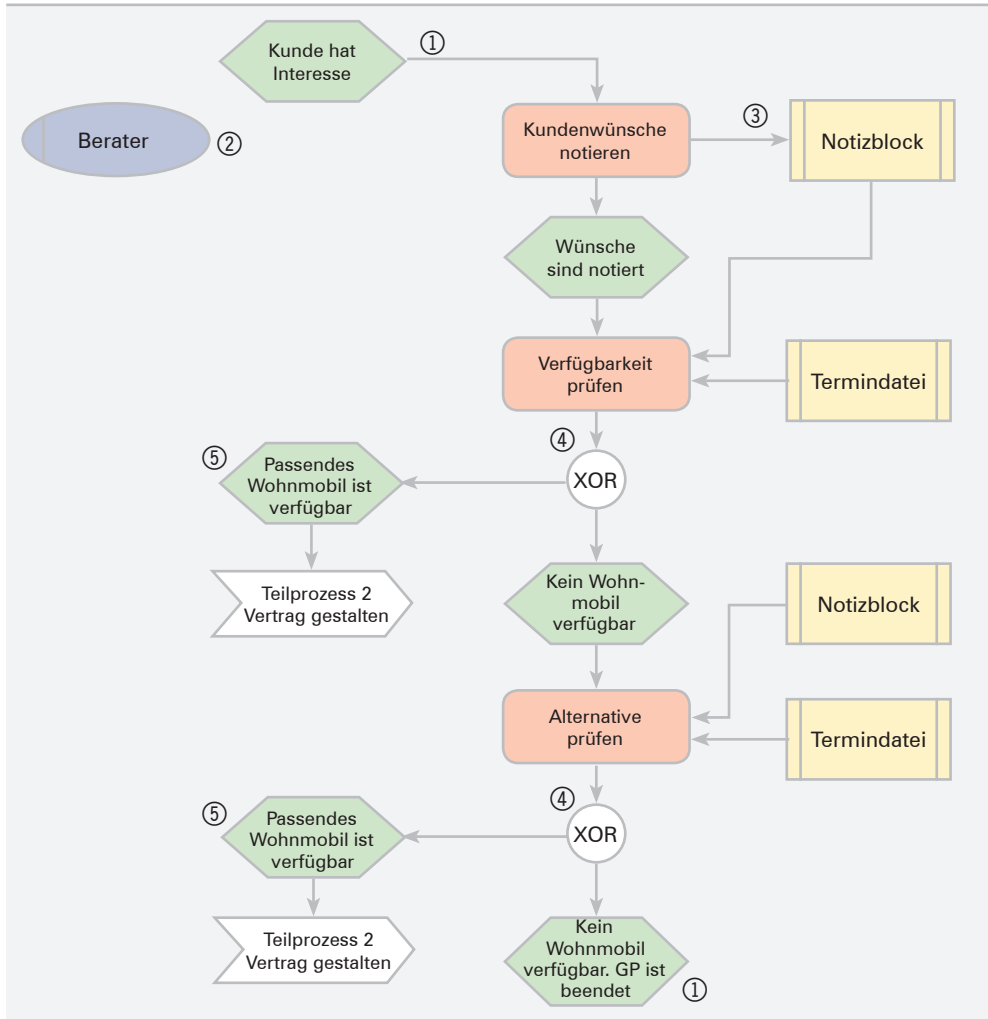 Kunde hat
Interesse
①
Berater
②
Kundenwünsche
notieren
③
Notizblock
Wünsche
sind notiert
Verfügbarkeit
prüfen
Termindatei
④
XOR
⑤
Passendes
Wohnmobil ist
verfügbar
Teilprozess 2
Vertrag gestalten
Kein Wohn-
mobil
verfügbar
Notizblock
Alternative
prüfen
Termindatei
④
XOR
⑤
Passendes
Wohnmobil ist
verfügbar
Teilprozess 2
Vertrag gestalten
Kein
Wohnmobil
verfügbar. GP ist
beendet
①